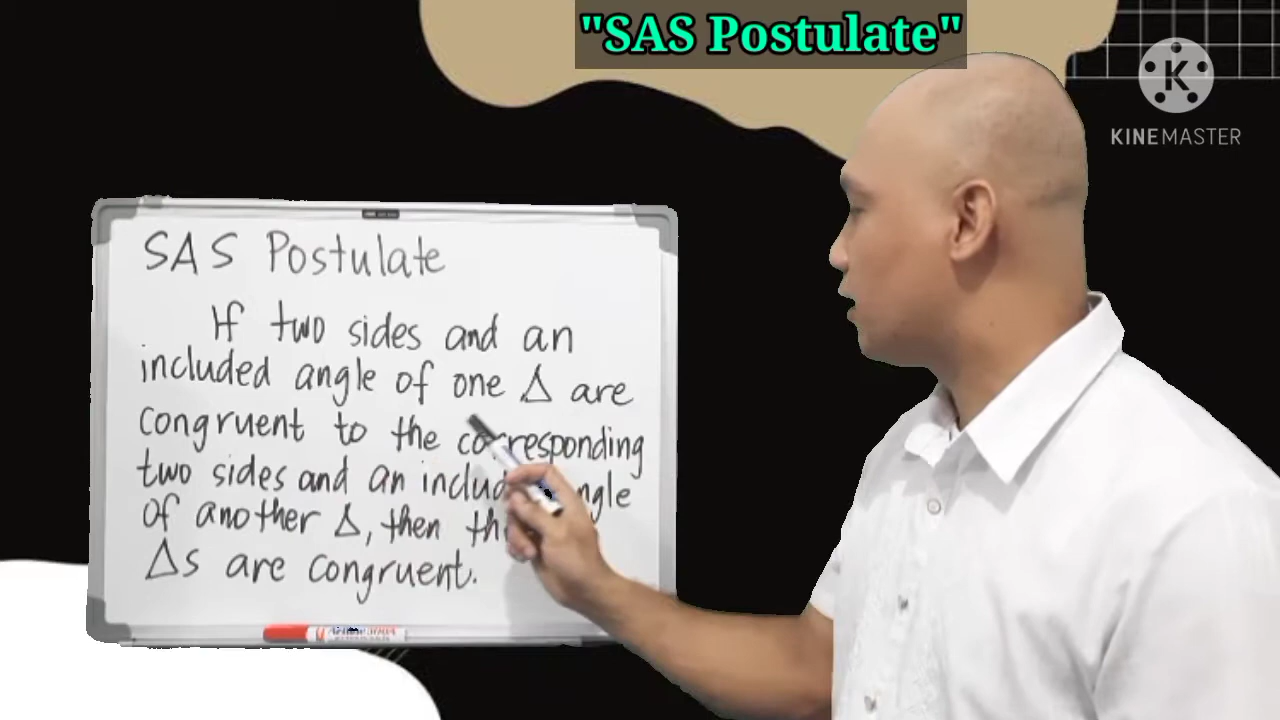 "SAS Postulate"
KINEMASTER
SAS Postulate
If two sides and an
included angle of one Δ are
congruent to the corresponding
two sides and an
of another Δ, then
Δs are congruent.